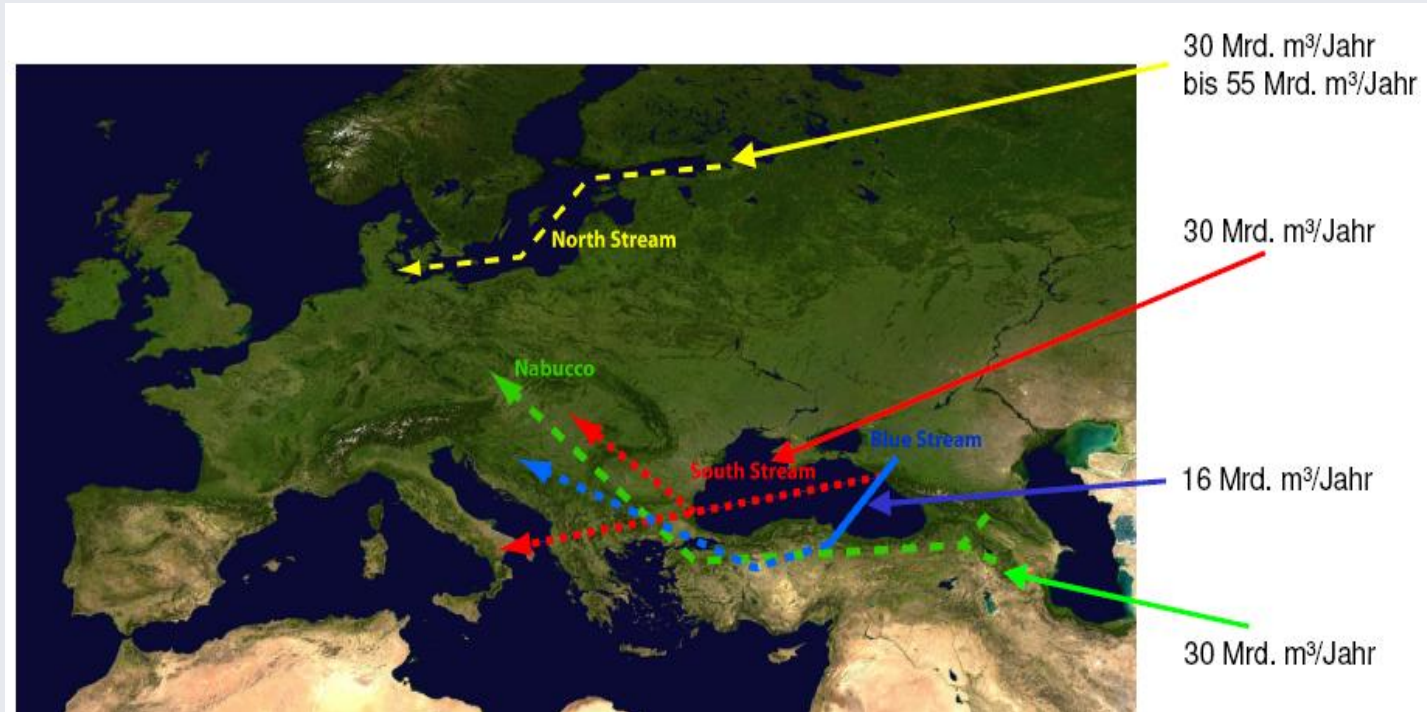 30 Mrd. m³/Jahr
bis 55 Mrd. m³/Jahr
30 Mrd. m³/Jahr
North Stream
Nabucco
Blue Stream
South Stream
16 Mrd. m³/Jahr
30 Mrd. m³/Jahr